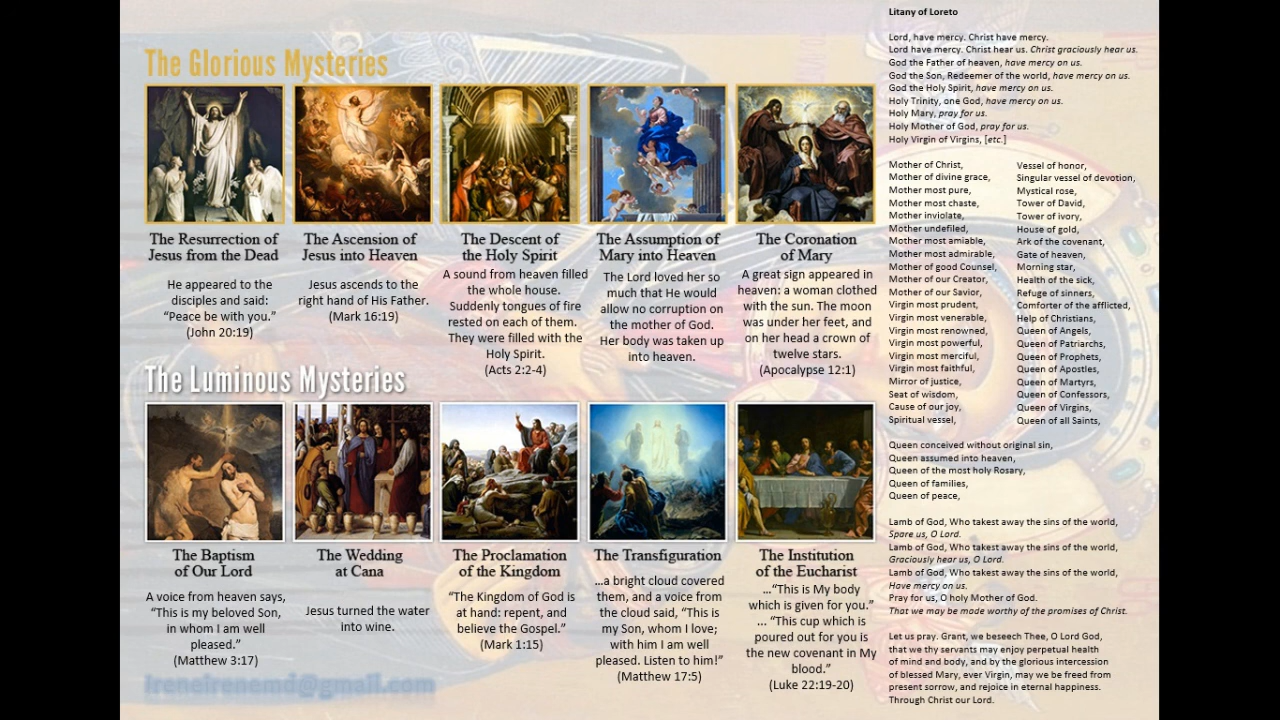 The Glorious Mysteries
The Resurrection of
Jesus from the Dead
He appeared to the
disciples and said:
“Peace be with you.”
(John 20:19)
The Ascension of
Jesus into Heaven
Jesus ascends to the
right hand of His Father.
(Mark 16:19)
The Descent of
the Holy Spirit
A sound from heaven filled
the whole house.
Suddenly tongues of fire
rested on each of them.
They were filled with the
Holy Spirit.
(Acts 2:2-4)
The Assumption of
Mary into Heaven
The Lord loved her so
much that He would
allow no corruption on
the mother of God.
Her body was taken up
into heaven.
The Coronation
of Mary
A great sign appeared in
heaven: a woman clothed
with the sun. The moon
was under her feet, and
on her head a crown of
twelve stars.
(Apocalypse 12:1)
The Luminous Mysteries
The Baptism
of Our Lord
A voice from heaven says,
“This is my beloved Son,
in whom I am well
pleased.”
(Matthew 3:17)
The Wedding
at Cana
Jesus turned the water
into wine.
The Proclamation
of the Kingdom
“The Kingdom of God is
at hand: repent, and
believe the Gospel.”
(Mark 1:15)
The Transfiguration
...a bright cloud covered
them, and a voice from
the cloud said, “This is
my Son, whom I love;
with him I am well
pleased. Listen to him!”
(Matthew 17:5)
The Institution
of the Eucharist
...“This is My body
which is given for you.”
... “This cup which is
poured out for you is
the new covenant in My
blood.”
(Luke 22:19-20)
ireneirenemd@gmail.com
Litany of Loreto
Lord, have mercy. Christ have mercy.
Lord have mercy. Christ hear us. Christ graciously hear us.
God the Father of heaven, have mercy on us.
God the Son, Redeemer of the world, have mercy on us.
God the Holy Spirit, have mercy on us.
Holy Trinity, one God, have mercy on us.
Holy Mary, pray for us.
Holy Mother of God, pray for us.
Holy Virgin of Virgins, [etc.]
Mother of Christ,
Mother of divine grace,
Mother most pure,
Mother most chaste,
Mother inviolate,
Mother undefiled,
Mother most amiable,
Mother most admirable,
Mother of good Counsel,
Mother of our Creator,
Mother of our Savior,
Virgin most prudent,
Virgin most venerable,
Virgin most renowned,
Virgin most powerful,
Virgin most merciful,
Virgin most faithful,
Mirror of justice,
Seat of wisdom,
Cause of our joy,
Spiritual vessel,
Vessel of honor,
Singular vessel of devotion,
Mystical rose,
Tower of David,
Tower of ivory,
House of gold,
Ark of the covenant,
Gate of heaven,
Morning star,
Health of the sick,
Refuge of sinners,
Comforter of the afflicted,
Help of Christians,
Queen of Angels,
Queen of Patriarchs,
Queen of Prophets,
Queen of Apostles,
Queen of Martyrs,
Queen of Confessors,
Queen of Virgins,
Queen of all Saints,
Queen conceived without original sin,
Queen assumed into heaven,
Queen of the most holy Rosary,
Queen of families,
Queen of peace,
Lamb of God, Who takest away the sins of the world,
Spare us, O Lord.
Lamb of God, Who takest away the sins of the world,
Graciously hear us, O Lord.
Lamb of God, Who takest away the sins of the world,
Have mercy on us.
Pray for us, O holy Mother of God.
That we may be made worthy of the promises of Christ.
Let us pray. Grant, we beseech Thee, O Lord God,
that we thy servants may enjoy perpetual health
of mind and body, and by the glorious intercession
of blessed Mary, ever Virgin, may we be freed from
present sorrow, and rejoice in eternal happiness.
Through Christ our Lord.